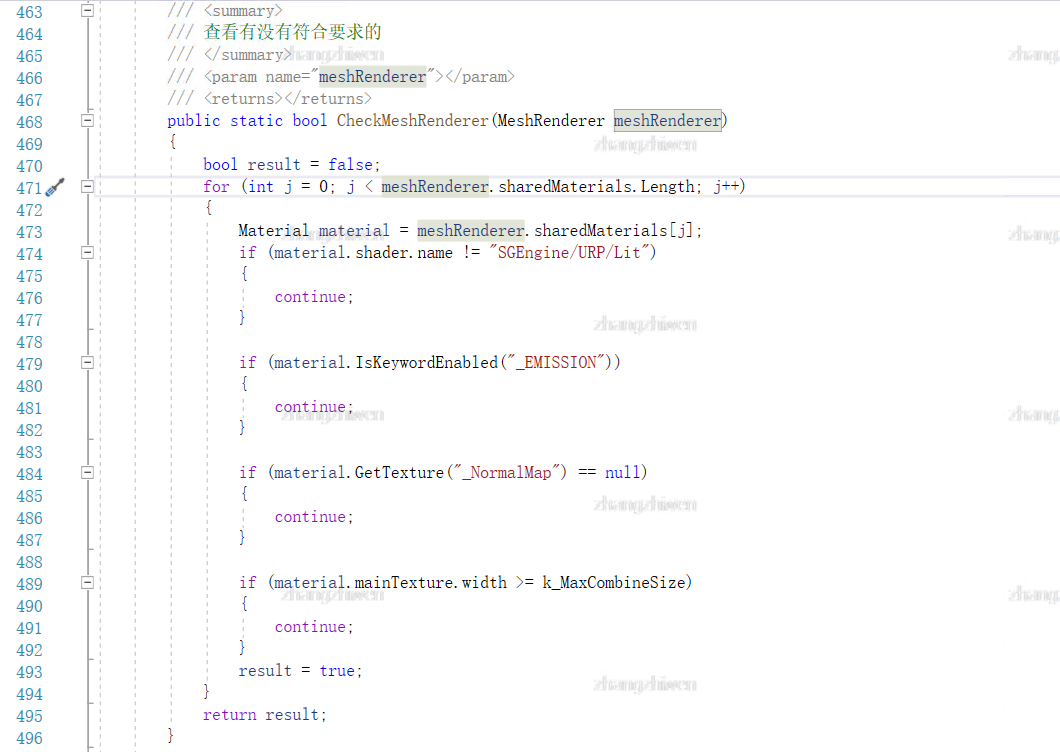 463 /// <summary>
464 /// 查看有没有符合要求的
465 /// </summary>
466 /// <param name="meshRenderer"></param>
467 /// <returns></returns>
468 public static bool CheckMeshRenderer(MeshRenderer meshRenderer)
469 {
470 bool result = false;
471 for (int j = 0; j < meshRenderer.sharedMaterials.Length; j++)
472 {
473 Material material = meshRenderer.sharedMaterials[j];
474 if (material.shader.name != "SGEngine/URP/Lit")
475 {
476 continue;
477 }
478
479 if (material.IsKeywordEnabled("_EMISSION"))
480 {
481 continue;
482 }
483
484 if (material.GetTexture("_NormalMap") == null)
485 {
486 continue;
487 }
488
489 if (material.mainTexture.width >= k_MaxCombineSize)
490 {
491 continue;
492 }
493 result = true;
494 }
495 return result;
496 }